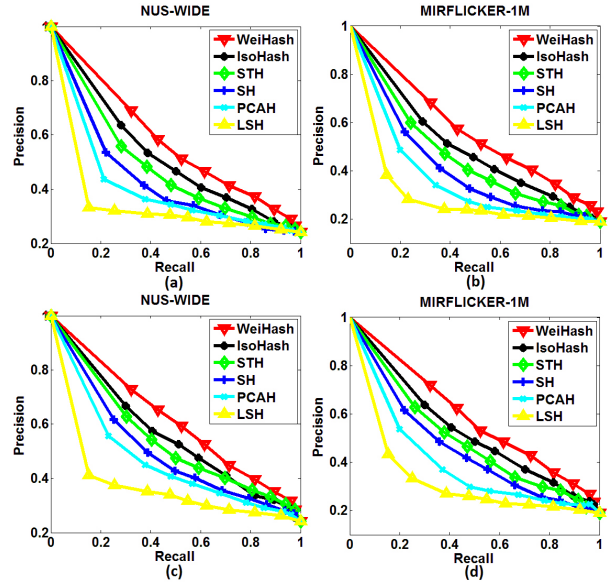 NUS-WIDE
1
0.8
0.6
0.4
0.2
Precision
0 0.2 0.4 0.6 0.8 1
Recall
WeiHash
IsoHash
STH
SH
PCAH
LSH
(a)
MIRFLICKER-1M
1
0.8
0.6
0.4
0.2
Precision
0 0.2 0.4 0.6 0.8 1
Recall
WeiHash
IsoHash
STH
SH
PCAH
LSH
(b)
NUS-WIDE
0.8
0.6
0.4
0.2
Precision
0 0.2 0.4 0.6 0.8 1
Recall
WeiHash
IsoHash
STH
SH
PCAH
LSH
(c)
MIRFLICKER-1M
1
0.8
0.6
0.4
0.2
Precision
0 0.2 0.4 0.6 0.8 1
Recall
WeiHash
IsoHash
STH
SH
PCAH
LSH
(d)